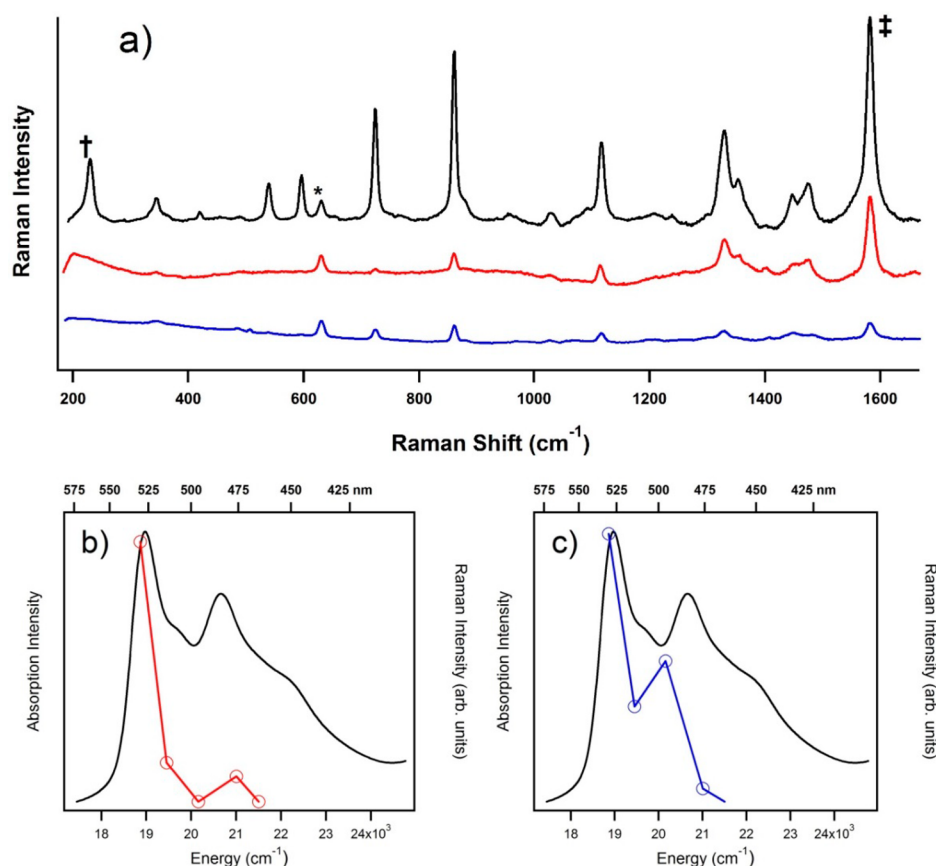 a)
‡
†
*
Raman Intensity
200 400 600 800 1000 1200 1400 1600
Raman Shift (cm⁻¹)
575 550 525 500 475 450 425 nm
b)
Absorption Intensity
Raman Intensity
(arb. units)
18 19 20 21 22 23 24x10³
Energy (cm⁻¹)
575 550 525 500 475 450 425 nm
c)
Absorption Intensity
Raman Intensity
(arb. units)
18 19 20 21 22 23 24x10³
Energy (cm⁻¹)